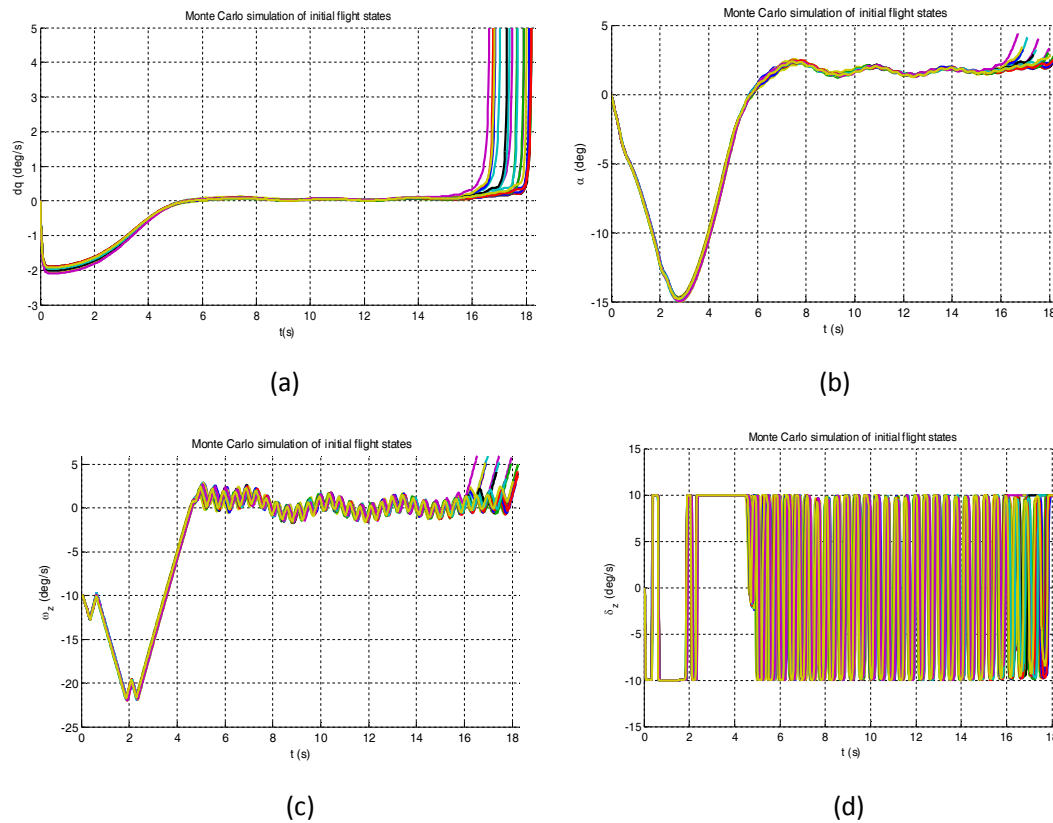 Monte Carlo simulation of initial flight states
5
4
3
2
1
0
-1
-2
-3
dq (deg/s)
0 2 4 6 8 10 12 14 16 18
t(s)
(a)
Monte Carlo simulation of initial flight states
5
0
-5
-10
-15
α (deg)
0 2 4 6 8 10 12 14 16 18
t (s)
(b)
Monte Carlo simulation of initial flight states
5
0
-5
-10
-15
-20
-25
ω_z (deg/s)
0 2 4 6 8 10 12 14 16 18
t (s)
(c)
Monte Carlo simulation of initial flight states
15
10
5
0
-5
-10
-15
δ_z (deg/s)
0 2 4 6 8 10 12 14 16 18
t (s)
(d)